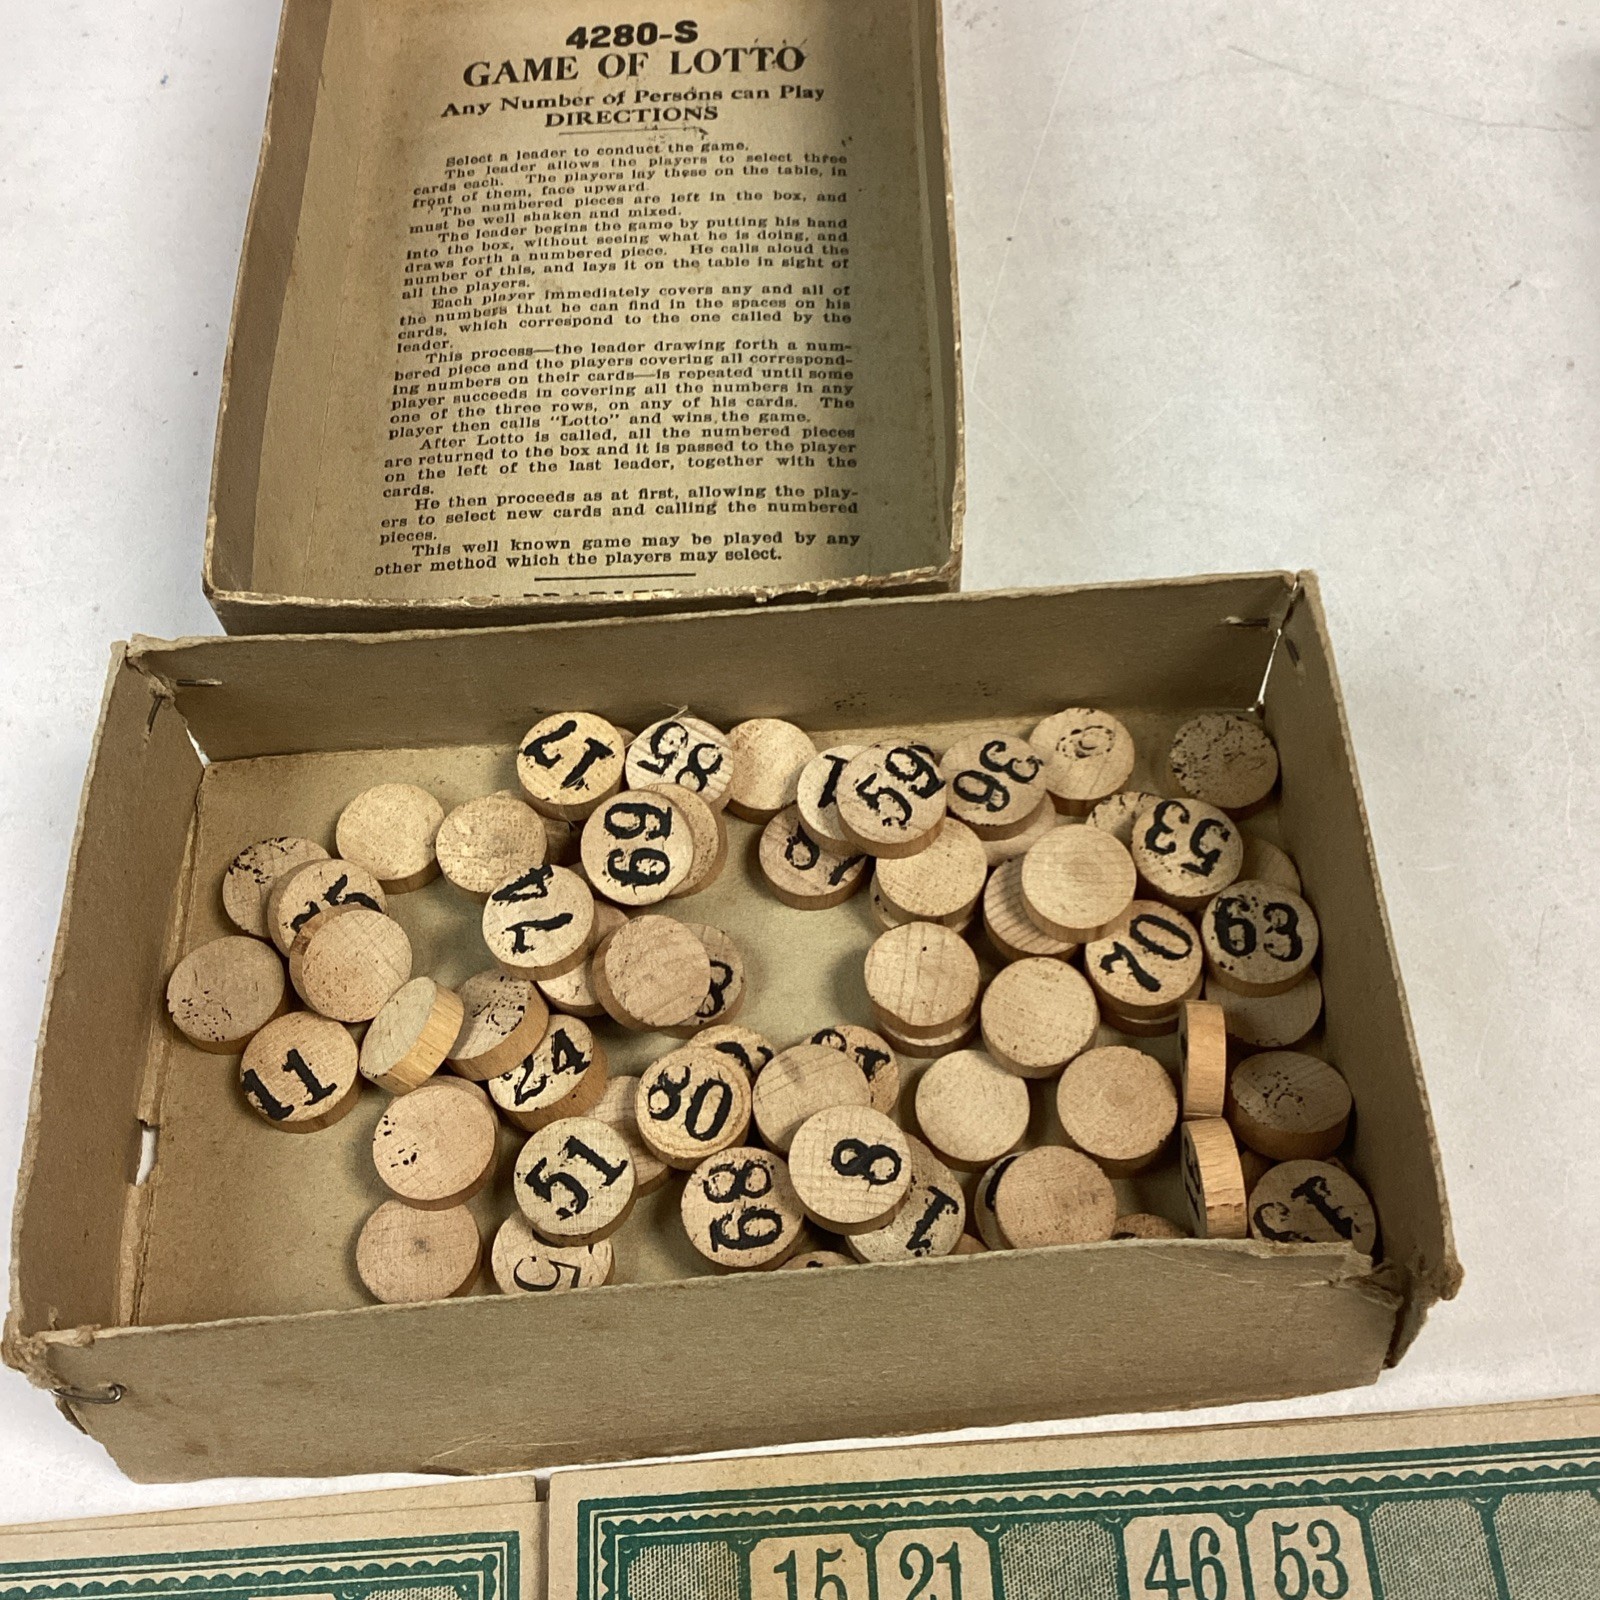 4280-S
GAME OF LOTTO
Any Number of Persons can Play
DIRECTIONS
Select a leader to conduct the game.
The leader allows the players to select three
cards each. The players lay these on the table, in
front of them, face upward.
The numbered pieces are left in the box, and
must be well shaken and mixed.
The leader begins the game by putting his hand
into the box, without seeing what he is doing, and
draws forth a numbered piece. He calls aloud the
number of this, and lays it on the table in sight of
all the players.
Each player immediately covers any and all of
the numbers that he can find in the spaces on his
cards, which correspond to the one called by the
leader.
This process—the leader drawing forth a num-
bered piece and the players covering all correspond-
ing numbers on their cards—is repeated until some
player succeeds in covering all the numbers in any
one of the three rows, on any of his cards. The
player then calls "Lotto" and wins the game.
After Lotto is called, all the numbered pieces
are returned to the box and it is passed to the player
on the left of the last leader, together with the
cards.
He then proceeds as at first, allowing the play-
ers to select new cards and calling the numbered
pieces.
This well known game may be played by any
other method which the players may select.
17
85
59
36
53
69
74
70
63
11
24
80
51
8
89
15 21 46 53